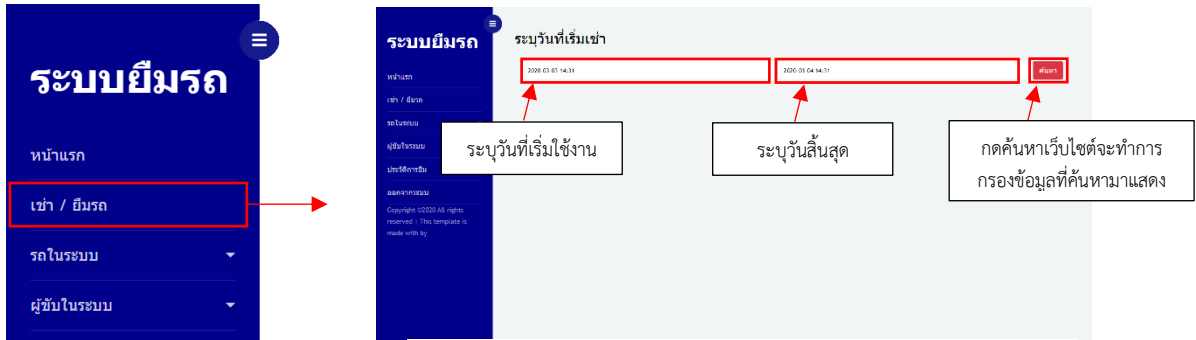 ระบบยืมรถ
หน้าแรก
เช่า / ยืมรถ
รถในระบบ
ผู้ขับในระบบ
ระบบยืมรถ
หน้าแรก
เช่า / ยืมรถ
รถในระบบ
ผู้ขับในระบบ
ประวัติการยืม
ออกจากระบบ
Copyright ©2020 All rights
reserved | This template is
made with by
ระบุวันที่เริ่มเช่า
2020-03-03 14:31
2020-03-04 14:31
ค้นหา
ระบุวันที่เริ่มใช้งาน
ระบุวันสิ้นสุด
กดค้นหาเว็บไซต์จะทำการ
กรองข้อมูลที่ค้นหามาแสดง